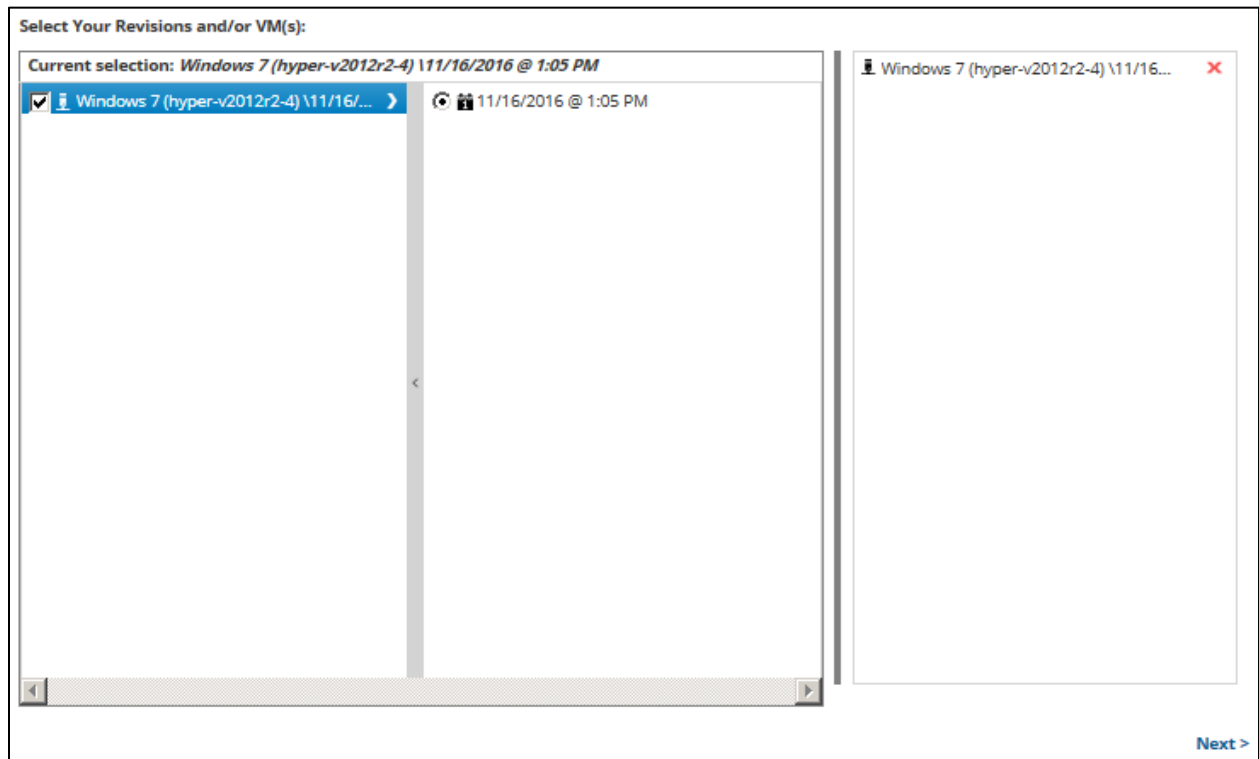 Select Your Revisions and/or VM(s):
Current selection: Windows 7 (hyper-v2012r2-4) \11/16/2016 @ 1:05 PM
Windows 7 (hyper-v2012r2-4) \11/16/...
11/16/2016 @ 1:05 PM
Windows 7 (hyper-v2012r2-4) \11/16...
Next >